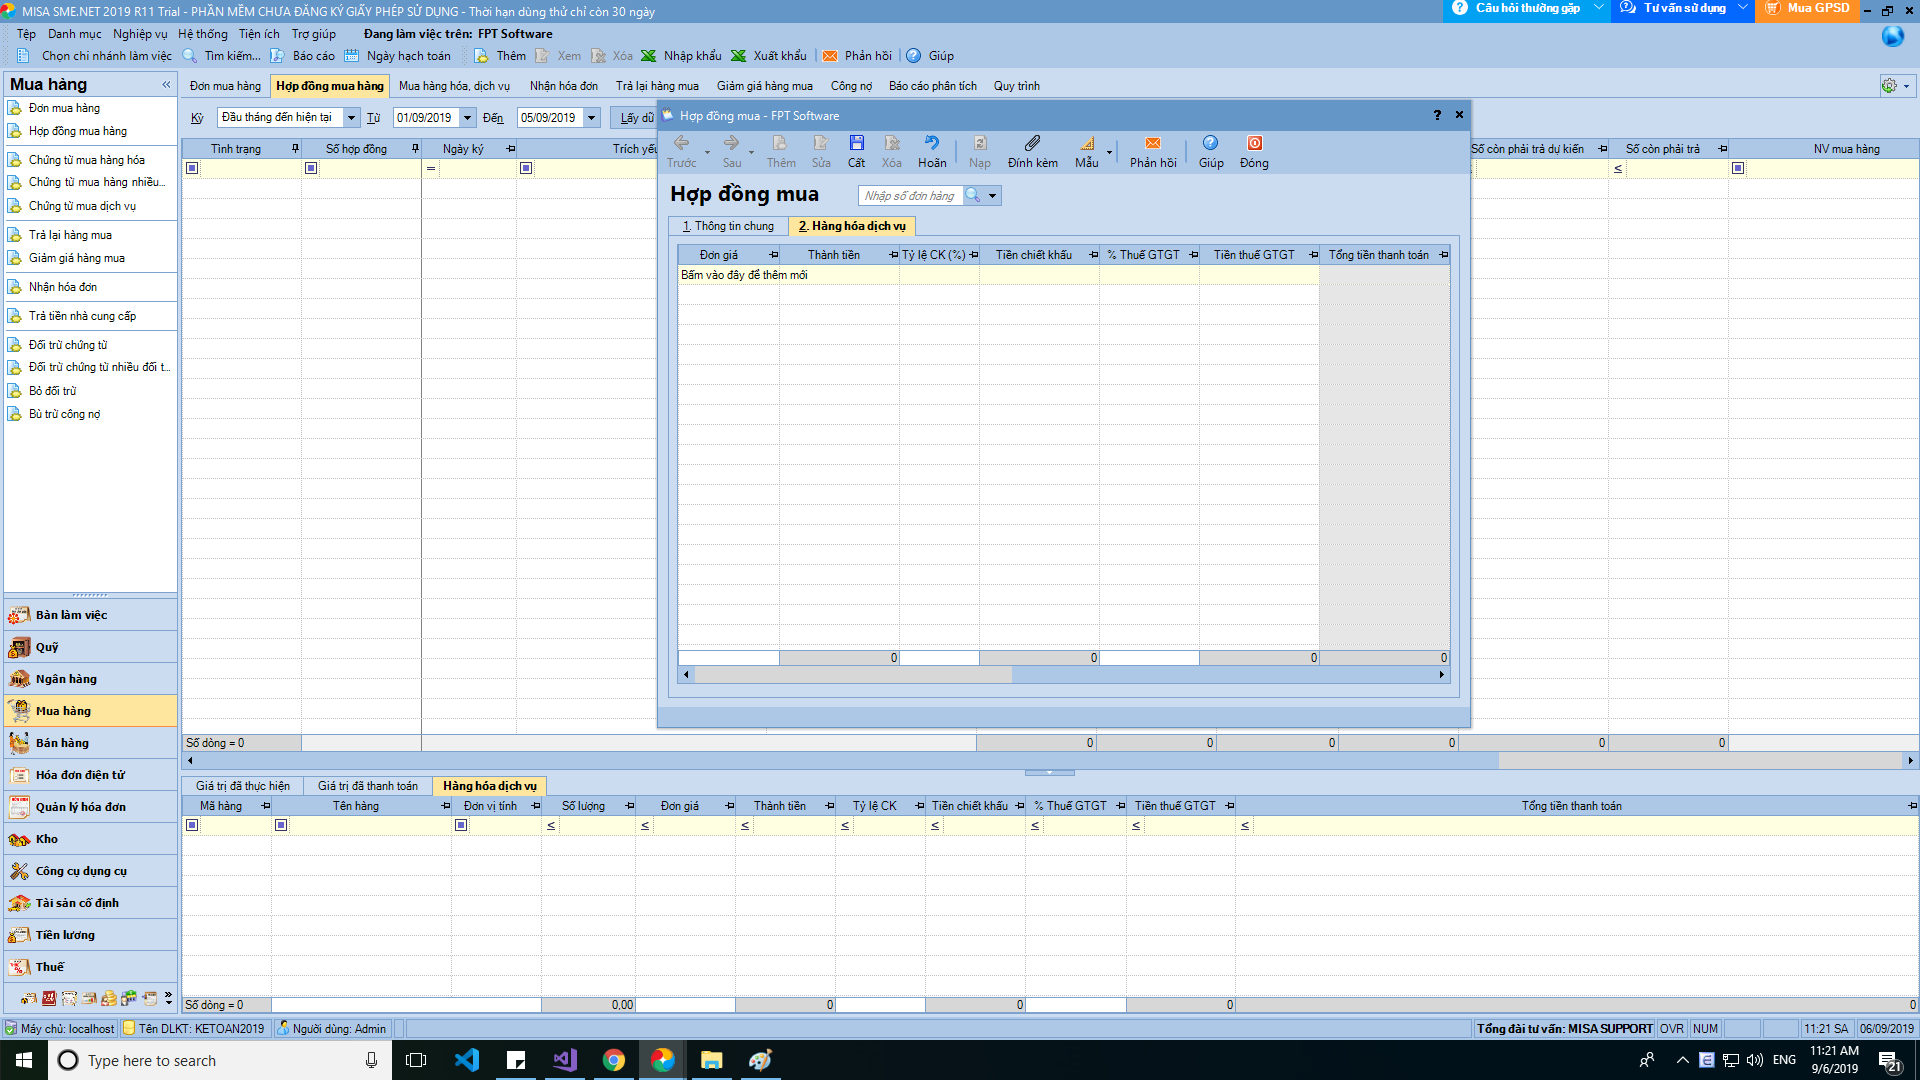 MISA SME.NET 2019 R11 Trial - PHẦN MỀM CHƯA ĐĂNG KÝ GIẤY PHÉP SỬ DỤNG - Thời hạn dùng thử chỉ còn 30 ngày
Câu hỏi thường gặp
Tư vấn sử dụng
Mua GPSD
Tệp Danh mục Nghiệp vụ Hệ thống Tiện ích Trợ giúp Đang làm việc trên: FPT Software
Chọn chi nhánh làm việc Tìm kiếm... Báo cáo Ngày hạch toán Thêm Xem Xóa Nhập khẩu Xuất khẩu Phản hồi Giúp
Mua hàng «
Đơn mua hàng
Hợp đồng mua hàng
Chứng từ mua hàng hóa
Chứng từ mua hàng nhiều...
Chứng từ mua dịch vụ
Trả lại hàng mua
Giảm giá hàng mua
Nhận hóa đơn
Trả tiền nhà cung cấp
Đối trừ chứng từ
Đối trừ chứng từ nhiều đối t...
Bỏ đối trừ
Bù trừ công nợ
Bàn làm việc
Quỹ
Ngân hàng
Mua hàng
Bán hàng
Hóa đơn điện tử
Quản lý hóa đơn
Kho
Công cụ dụng cụ
Tài sản cố định
Tiền lương
Thuế
Đơn mua hàng Hợp đồng mua hàng Mua hàng hóa, dịch vụ Nhận hóa đơn Trả lại hàng mua Giảm giá hàng mua Công nợ Báo cáo phân tích Quy trình
Kỳ Đầu tháng đến hiện tại Từ 01/09/2019 Đến 05/09/2019 Lấy dữ
Tình trạng Số hợp đồng Ngày ký Trích yếu Số còn phải trả dự kiến Số còn phải trả NV mua hàng
= ≤
Hợp đồng mua - FPT Software ?
Trước Sau Thêm Sửa Cất Xóa Hoãn Nạp Đính kèm Mẫu Phản hồi Giúp Đóng
Hợp đồng mua Nhập số đơn hàng
1. Thông tin chung 2. Hàng hóa dịch vụ
Đơn giá Thành tiền Tỷ lệ CK (%) Tiền chiết khấu % Thuế GTGT Tiền thuế GTGT Tổng tiền thanh toán
Bấm vào đây để thêm mới
0 0 0 0
Số dòng = 0 0 0 0 0 0 0
Giá trị đã thực hiện Giá trị đã thanh toán Hàng hóa dịch vụ
Mã hàng Tên hàng Đơn vị tính Số lượng Đơn giá Thành tiền Tỷ lệ CK Tiền chiết khấu % Thuế GTGT Tiền thuế GTGT Tổng tiền thanh toán
≤ ≤ ≤ ≤ ≤ ≤ ≤ ≤
Số dòng = 0 0,00 0 0 0 0
Máy chủ: localhost Tên DLKT: KETOAN2019 Người dùng: Admin Tổng đài tư vấn: MISA SUPPORT OVR NUM 11:21 SA 06/09/2019
Type here to search ENG 11:21 AM
9/6/2019 21